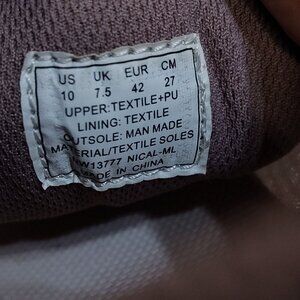 US UK EUR CM
10 7.5 42 27
UPPER:TEXTILE+PU
LINING: TEXTILE
OUTSOLE: MAN MADE
MATERIAL/TEXTILE SOLES
W13777 NICAL-ML
MADE IN CHINA